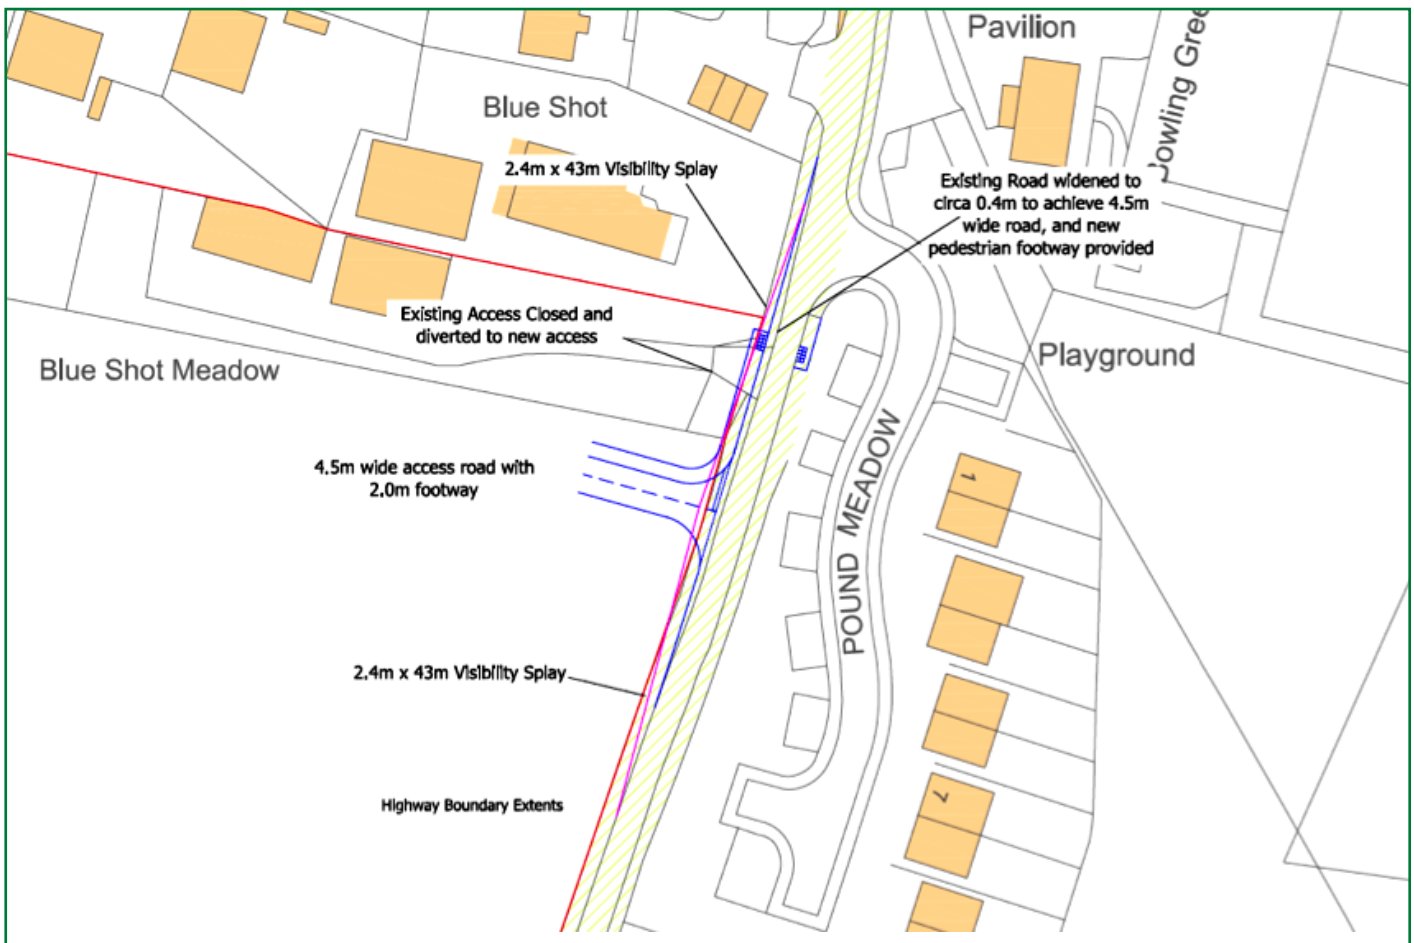 Pavilion
Bowling Gree
Blue Shot
2.4m x 43m Visibility Splay
Existing Road widened to
circa 0.4m to achieve 4.5m
wide road, and new
pedestrian footway provided
Existing Access Closed and
diverted to new access
Blue Shot Meadow
Playground
4.5m wide access road with
2.0m footway
POUND MEADOW
1
2.4m x 43m Visibility Splay
7
Highway Boundary Extents